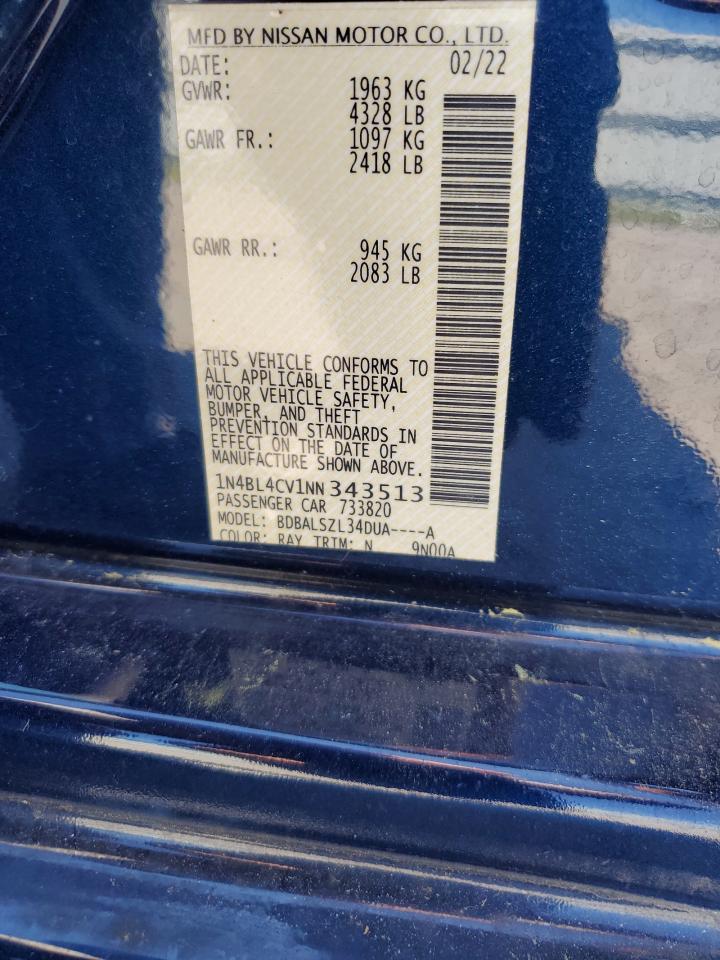 MFD BY NISSAN MOTOR CO., LTD.
DATE: 02/22
GVWR: 1963 KG
4328 LB
GAWR FR.: 1097 KG
2418 LB
GAWR RR.: 945 KG
2083 LB
THIS VEHICLE CONFORMS TO
ALL APPLICABLE FEDERAL
MOTOR VEHICLE SAFETY,
BUMPER, AND THEFT
PREVENTION STANDARDS IN
EFFECT ON THE DATE OF
MANUFACTURE SHOWN ABOVE.
1N4BL4CV1NN343513
PASSENGER CAR 733820
MODEL: BDBALSZL34DUA----A
COLOR: RAY TRIM: N 9N00A